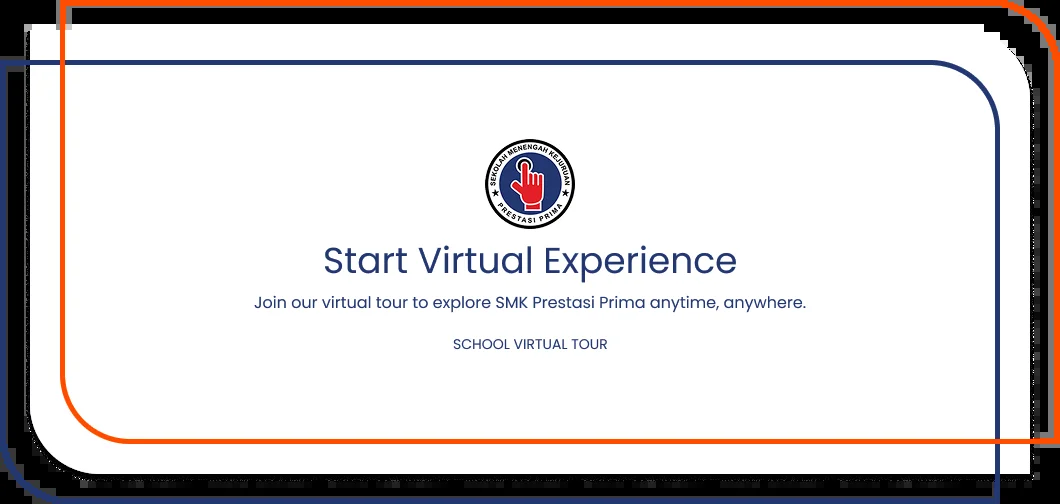 SEKOLAH MENENGAH KEJURUAN
PRESTASI PRIMA
Start Virtual Experience
Join our virtual tour to explore SMK Prestasi Prima anytime, anywhere.
SCHOOL VIRTUAL TOUR